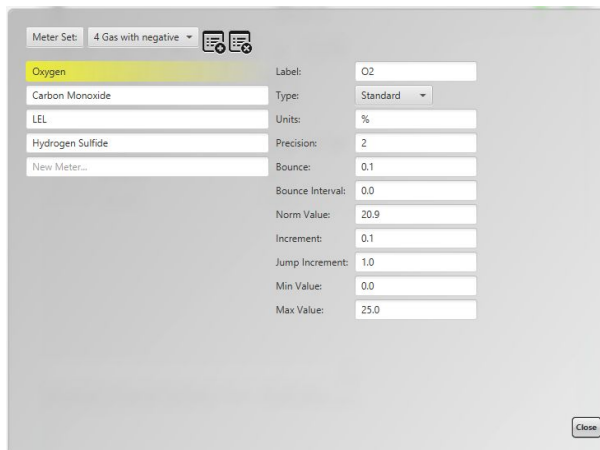 Meter Set: 4 Gas with negative
Oxygen
Carbon Monoxide
LEL
Hydrogen Sulfide
New Meter...
Label: O2
Type: Standard
Units: %
Precision: 2
Bounce: 0.1
Bounce Interval: 0.0
Norm Value: 20.9
Increment: 0.1
Jump Increment: 1.0
Min Value: 0.0
Max Value: 25.0
Close